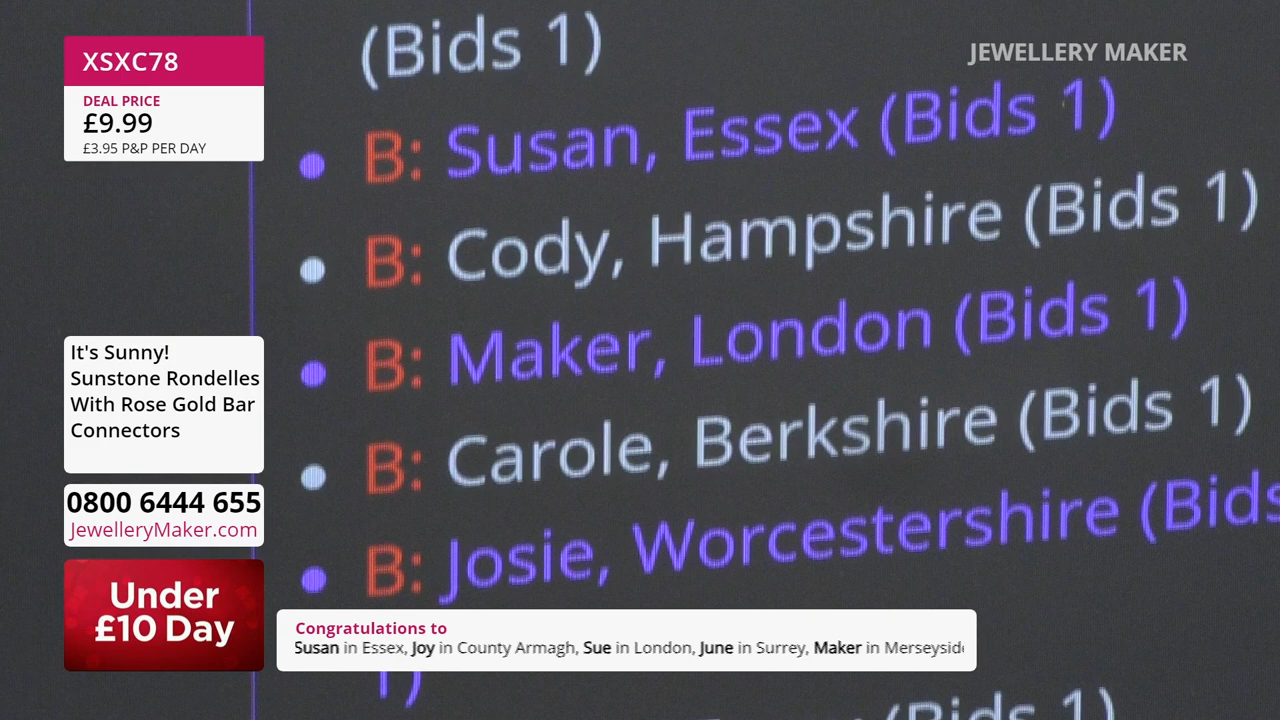 XSXC78
DEAL PRICE
£9.99
£3.95 P&P PER DAY
JEWELLERY MAKER
(Bids 1)
B: Susan, Essex (Bids 1)
B: Cody, Hampshire (Bids 1)
B: Maker, London (Bids 1)
B: Carole, Berkshire (Bids 1)
B: Josie, Worcestershire (Bids
1)
(Bids 1)
It's Sunny!
Sunstone Rondelles
With Rose Gold Bar
Connectors
0800 6444 655
JewelleryMaker.com
Under
£10 Day
Congratulations to
Susan in Essex, Joy in County Armagh, Sue in London, June in Surrey, Maker in Merseyside